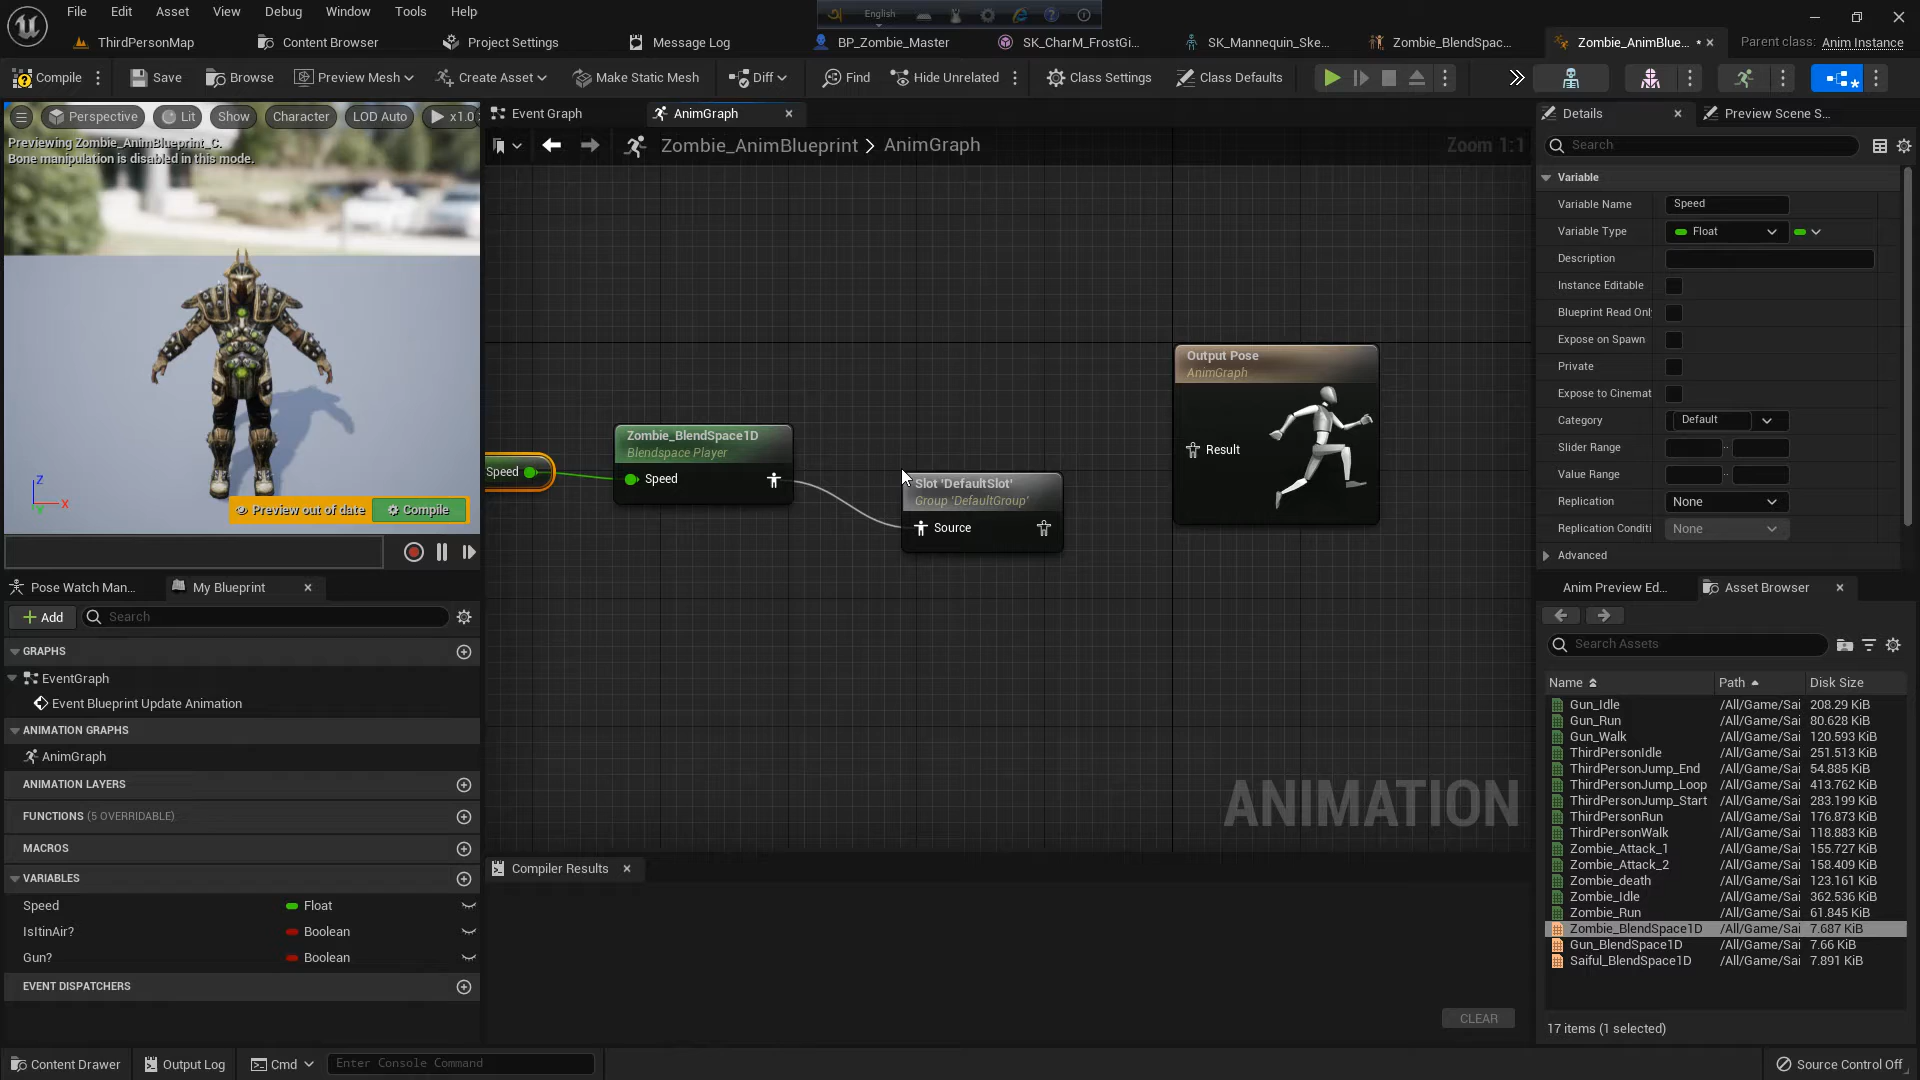 File Edit Asset View Debug Window Tools Help
English
ThirdPersonMap Content Browser Project Settings Message Log BP_Zombie_Master SK_CharM_FrostGi... SK_Mannequin_Ske... Zombie_BlendSpac... Zombie_AnimBlue... Parent class: Anim Instance
Compile Save Browse Preview Mesh Create Asset Make Static Mesh Diff Find Hide Unrelated Class Settings Class Defaults
Perspective Lit Show Character LOD Auto x1.0
Previewing Zombie_AnimBlueprint_C.
Bone manipulation is disabled in this mode.
Z
X
Preview out of date Compile
Event Graph AnimGraph
Zombie_AnimBlueprint > AnimGraph Zoom 1:1
Speed
Zombie_BlendSpace1D
Blendspace Player
Speed
Slot 'DefaultSlot'
Group 'DefaultGroup'
Source
Output Pose
AnimGraph
Result
ANIMATION
Compiler Results
CLEAR
Pose Watch Man... My Blueprint
Add Search
GRAPHS
EventGraph
Event Blueprint Update Animation
ANIMATION GRAPHS
AnimGraph
ANIMATION LAYERS
FUNCTIONS (5 OVERRIDABLE)
MACROS
VARIABLES
Speed Float
IsItinAir? Boolean
Gun? Boolean
EVENT DISPATCHERS
Details Preview Scene S...
Search
Variable
Variable Name Speed
Variable Type Float
Description
Instance Editable
Blueprint Read Onl
Expose on Spawn
Private
Expose to Cinemat
Category Default
Slider Range
Value Range
Replication None
Replication Conditi None
Advanced
Anim Preview Ed... Asset Browser
Search Assets
Name Path Disk Size
Gun_Idle /All/Game/Sai 208.29 KiB
Gun_Run /All/Game/Sai 80.628 KiB
Gun_Walk /All/Game/Sai 120.593 KiB
ThirdPersonIdle /All/Game/Sai 251.513 KiB
ThirdPersonJump_End /All/Game/Sai 54.885 KiB
ThirdPersonJump_Loop /All/Game/Sai 413.762 KiB
ThirdPersonJump_Start /All/Game/Sai 283.199 KiB
ThirdPersonRun /All/Game/Sai 176.873 KiB
ThirdPersonWalk /All/Game/Sai 118.883 KiB
Zombie_Attack_1 /All/Game/Sai 155.727 KiB
Zombie_Attack_2 /All/Game/Sai 158.409 KiB
Zombie_death /All/Game/Sai 123.161 KiB
Zombie_Idle /All/Game/Sai 362.536 KiB
Zombie_Run /All/Game/Sai 61.845 KiB
Zombie_BlendSpace1D /All/Game/Sai 7.687 KiB
Gun_BlendSpace1D /All/Game/Sai 7.66 KiB
Saiful_BlendSpace1D /All/Game/Sai 7.891 KiB
17 items (1 selected)
Content Drawer Output Log Cmd Enter Console Command Source Control Off